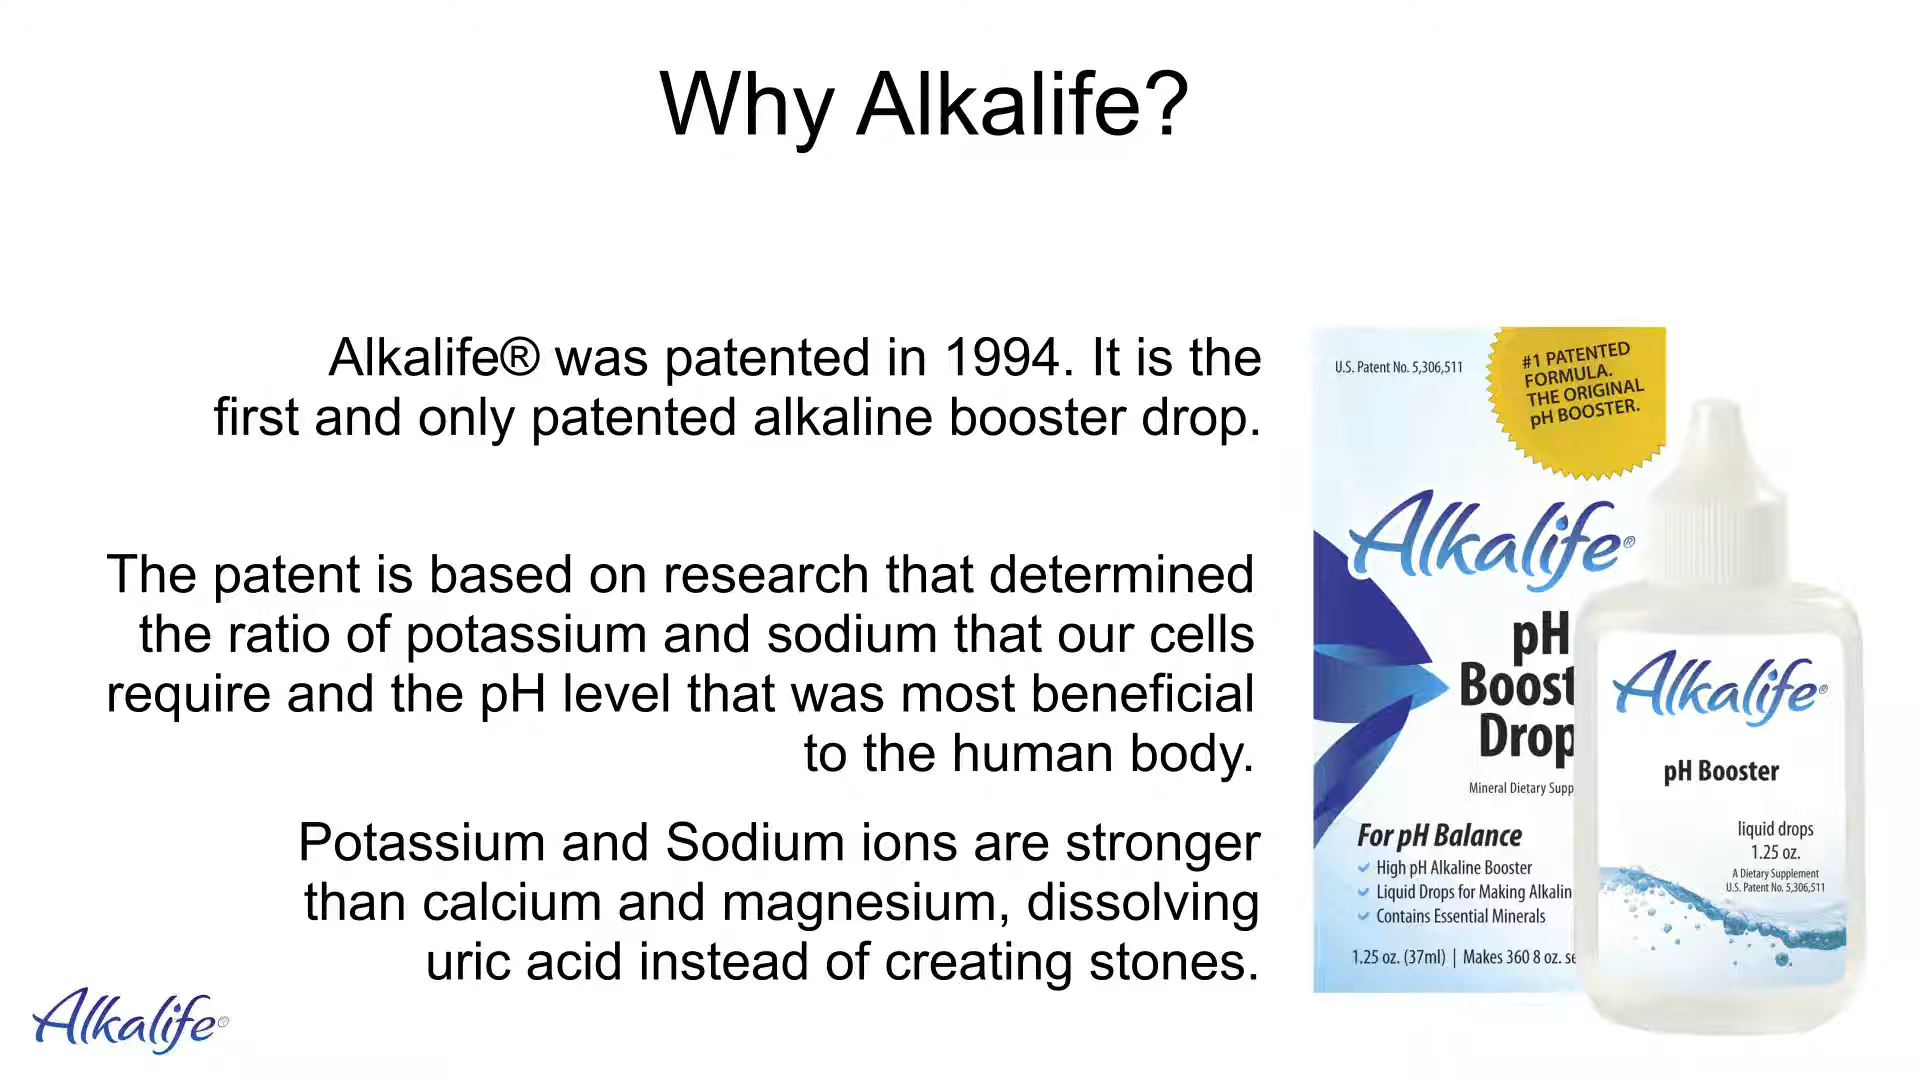 Why Alkalife?
Alkalife® was patented in 1994. It is the
first and only patented alkaline booster drop.
The patent is based on research that determined
the ratio of potassium and sodium that our cells
require and the pH level that was most beneficial
to the human body.
Potassium and Sodium ions are stronger
than calcium and magnesium, dissolving
uric acid instead of creating stones.
Alkalife®
U.S. Patent No. 5,306,511
#1 PATENTED
FORMULA.
THE ORIGINAL
pH BOOSTER.
Alkalife®
pH
Boost
Drop
Mineral Dietary Supp
For pH Balance
High pH Alkaline Booster
Liquid Drops for Making Alkalin
Contains Essential Minerals
1.25 oz. (37ml) | Makes 360 8 oz. se
Alkalife®
pH Booster
liquid drops
1.25 oz.
A Dietary Supplement
U.S. Patent No. 5,306,511